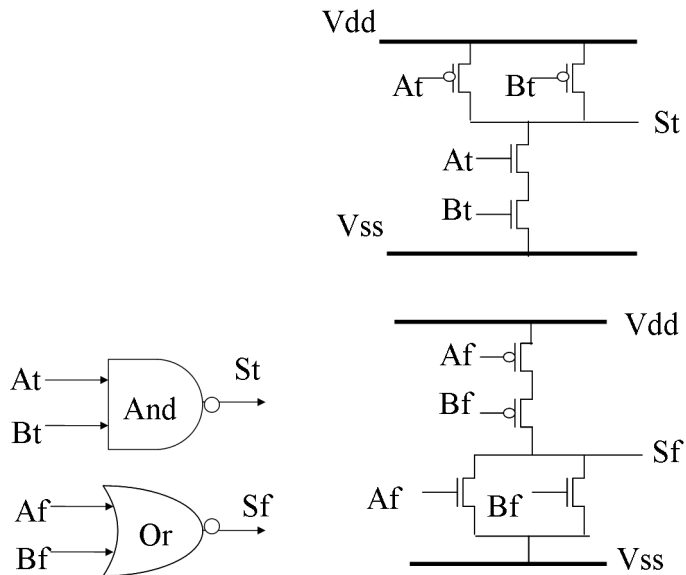 Vdd
At
Bt
St
At
Bt
Vss
Vdd
Af
Bf
Sf
Af
Bf
Vss
At
Bt
And
St
Af
Bf
Or
Sf